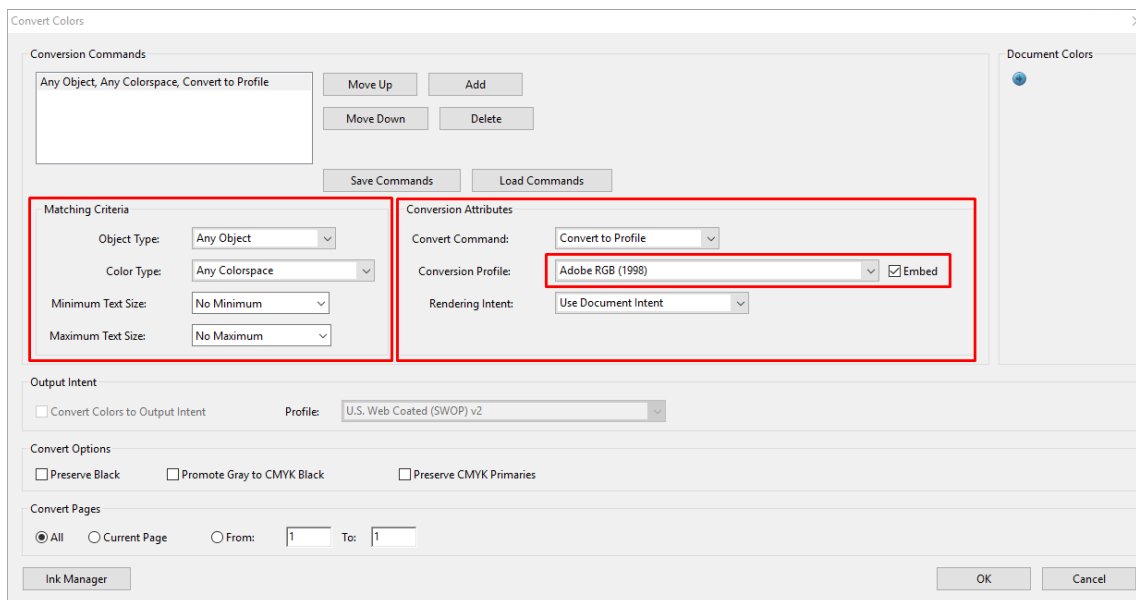 Convert Colors
Conversion Commands
Document Colors
Any Object, Any Colorspace, Convert to Profile
Move Up
Add
Move Down
Delete
Save Commands
Load Commands
Matching Criteria
Object Type: Any Object
Color Type: Any Colorspace
Minimum Text Size: No Minimum
Maximum Text Size: No Maximum
Conversion Attributes
Convert Command: Convert to Profile
Conversion Profile: Adobe RGB (1998) Embed
Rendering Intent: Use Document Intent
Output Intent
Convert Colors to Output Intent Profile: U.S. Web Coated (SWOP) v2
Convert Options
Preserve Black Promote Gray to CMYK Black Preserve CMYK Primaries
Convert Pages
All Current Page From: 1 To: 1
Ink Manager OK Cancel